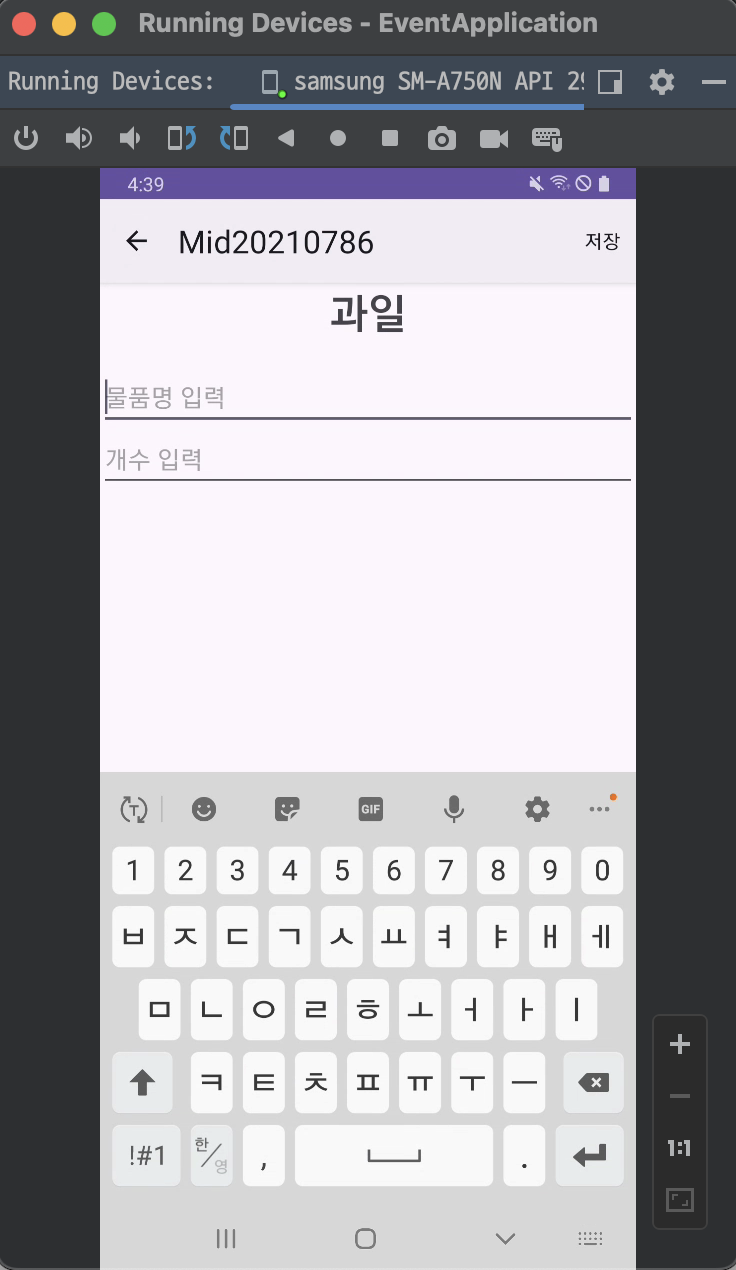 Running Devices - EventApplication
Running Devices: samsung SM-A750N API 29
4:39
Mid20210786 저장
과일
물품명 입력
개수 입력
T GIF
1 2 3 4 5 6 7 8 9 0
ㅂ ㅈ ㄷ ㄱ ㅅ ㅛ ㅕ ㅑ ㅐ ㅔ
ㅁ ㄴ ㅇ ㄹ ㅎ ㅗ ㅓ ㅏ ㅣ
ㅋ ㅌ ㅊ ㅍ ㅠ ㅜ ㅡ
!#1 한/영 , .
1:1